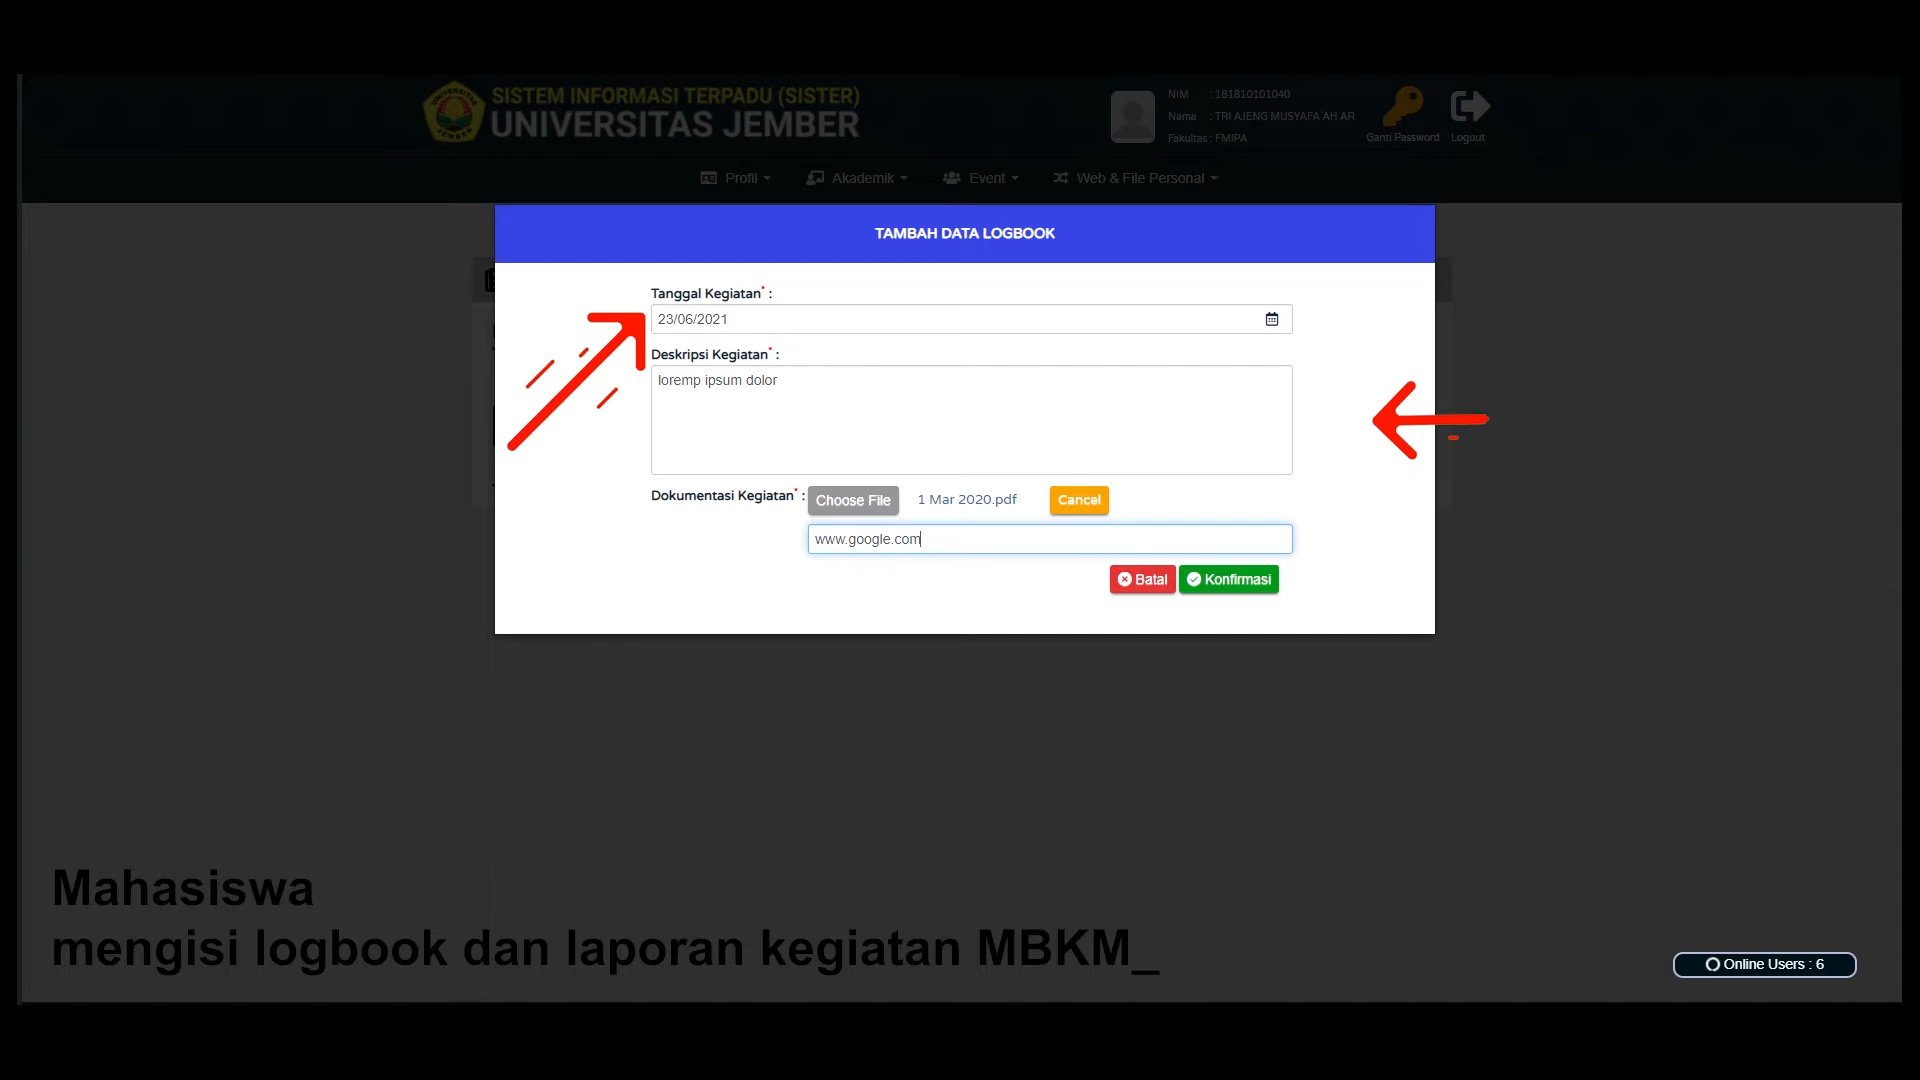 SISTEM INFORMASI TERPADU (SISTER)
UNIVERSITAS JEMBER
NIM : 181810101040
Nama : TRI AJENG MUSYAFA`AH AR
Fakultas : FMIPA
Ganti Password
Logout
Profil
Akademik
Event
Web & File Personal
TAMBAH DATA LOGBOOK
Tanggal Kegiatan* :
23/06/2021
Deskripsi Kegiatan* :
loremp ipsum dolor
Dokumentasi Kegiatan* : Choose File 1 Mar 2020.pdf Cancel
www.google.com
Batal Konfirmasi
Mahasiswa
mengisi logbook dan laporan kegiatan MBKM_
Online Users : 6